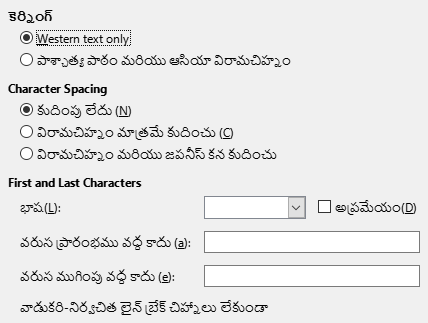 కెర్నింగ్
Western text only
పాశ్చాత్య పాఠం మరియు ఆసియా విరామచిహ్నం
Character Spacing
కుదింపు లేదు (N)
విరామచిహ్నం మాత్రమే కుదించు (C)
విరామచిహ్నం మరియు జపనీస్ కన కుదించు
First and Last Characters
భాష(L): అప్రమేయం(D)
వరుస ప్రారంభము వద్ద కాదు (a):
వరుస ముగింపు వద్ద కాదు (e):
వాడుకరి-నిర్వచిత లైన్ బ్రేక్ చిహ్నాలు లేకుండా